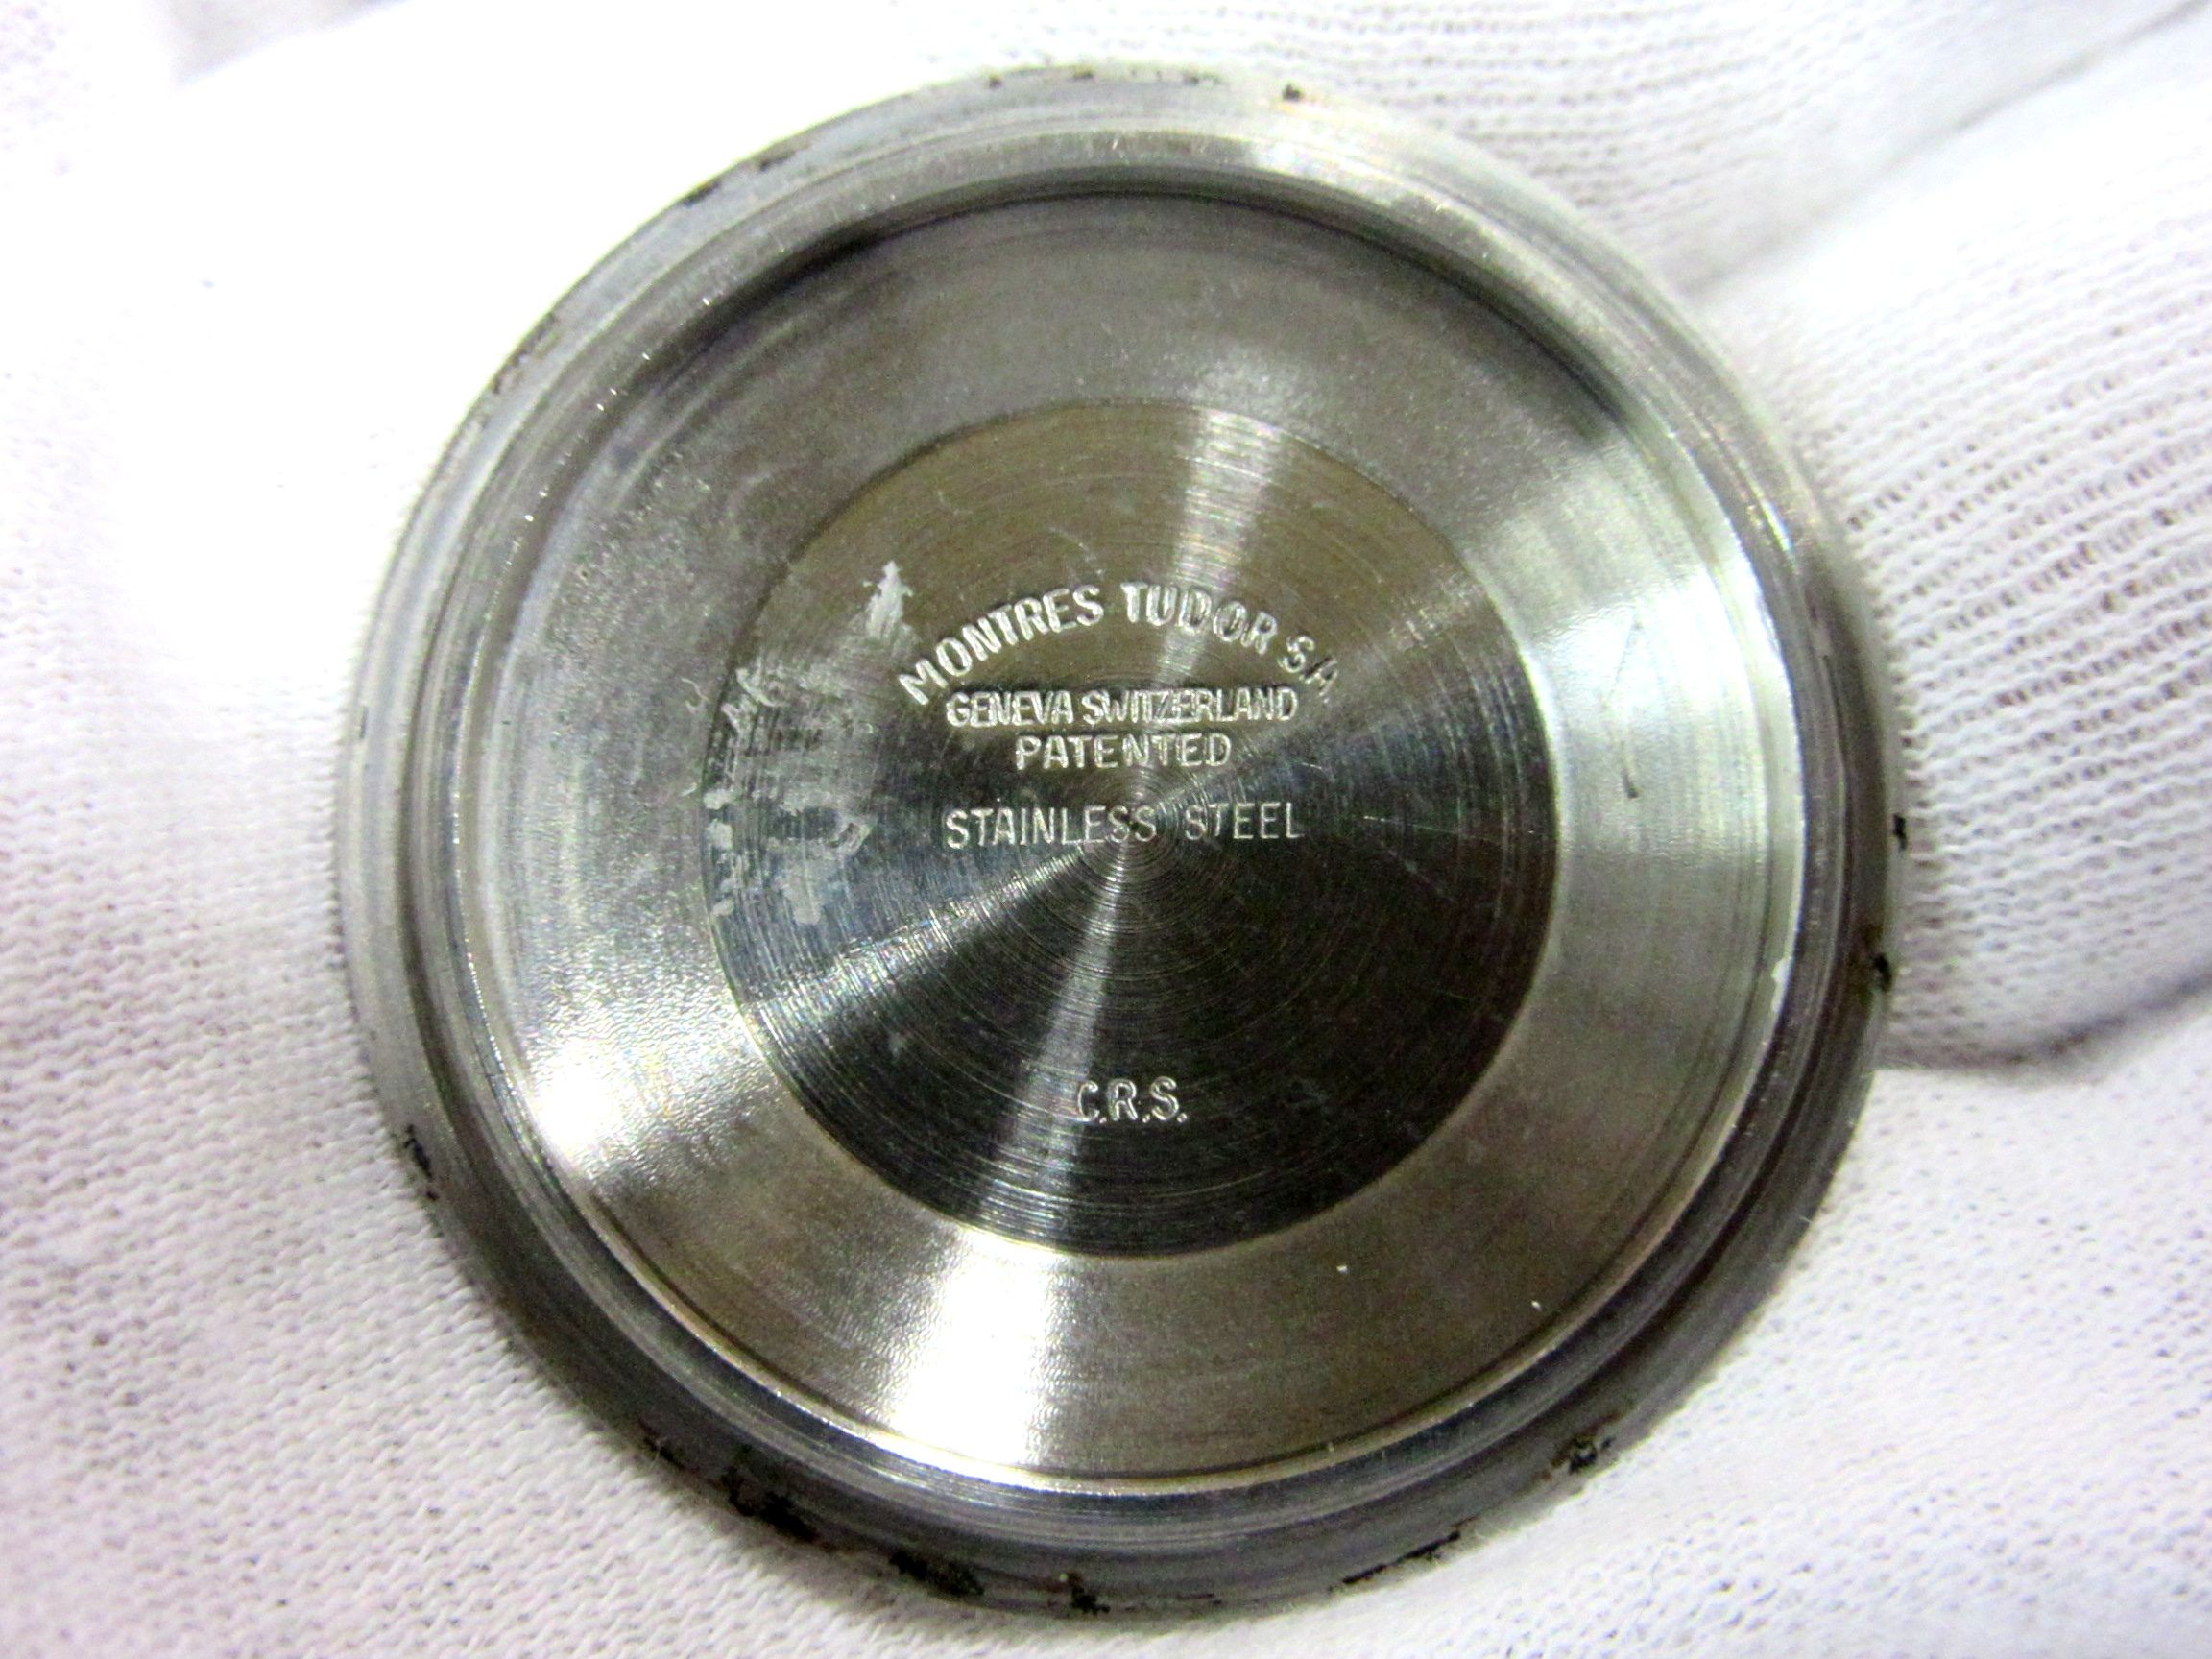 MONTRES TUDOR S.A.
GENEVA SWITZERLAND
PATENTED
STAINLESS STEEL
C.R.S.